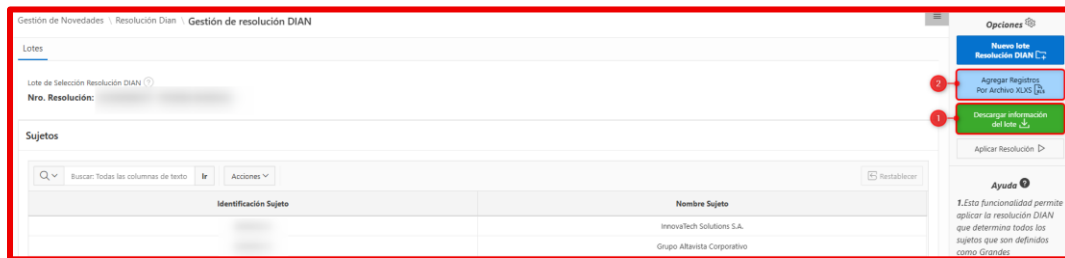 Gestión de Novedades \ Resolución Dian \ Gestión de resolución DIAN
Lotes
Lote de Selección Resolución DIAN ?
Nro. Resolución:
Sujetos
Buscar: Todas las columnas de texto Ir Acciones Restablecer
Identificación Sujeto Nombre Sujeto
InnovaTech Solutions S.A.
Grupo Altavista Corporativo
Opciones
Nuevo lote
Resolución DIAN
2
Agregar Registros
Por Archivo XLXS
1
Descargar información
del lote
Aplicar Resolución
Ayuda ?
1.Esta funcionalidad permite
aplicar la resolución DIAN
que determina todos los
sujetos que son definidos
como Grandes